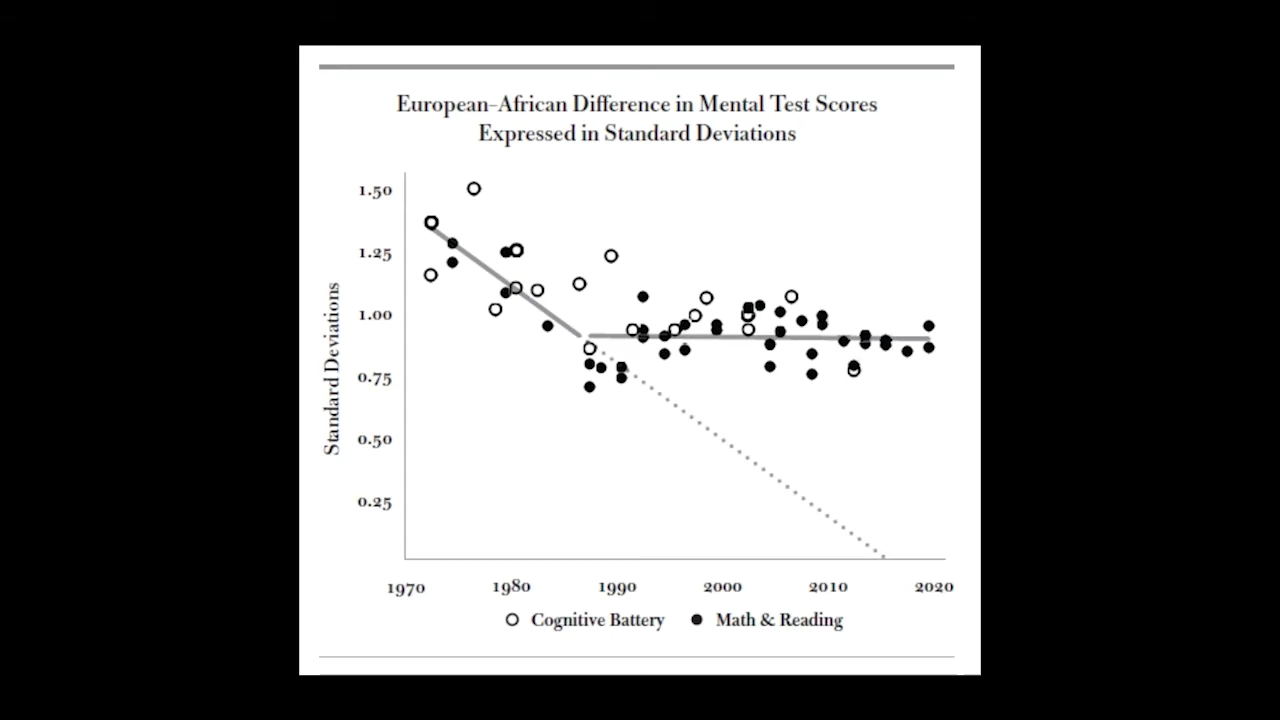 European–African Difference in Mental Test Scores
Expressed in Standard Deviations
Standard Deviations
1.50
1.25
1.00
0.75
0.50
0.25
1970 1980 1990 2000 2010 2020
Cognitive Battery Math & Reading